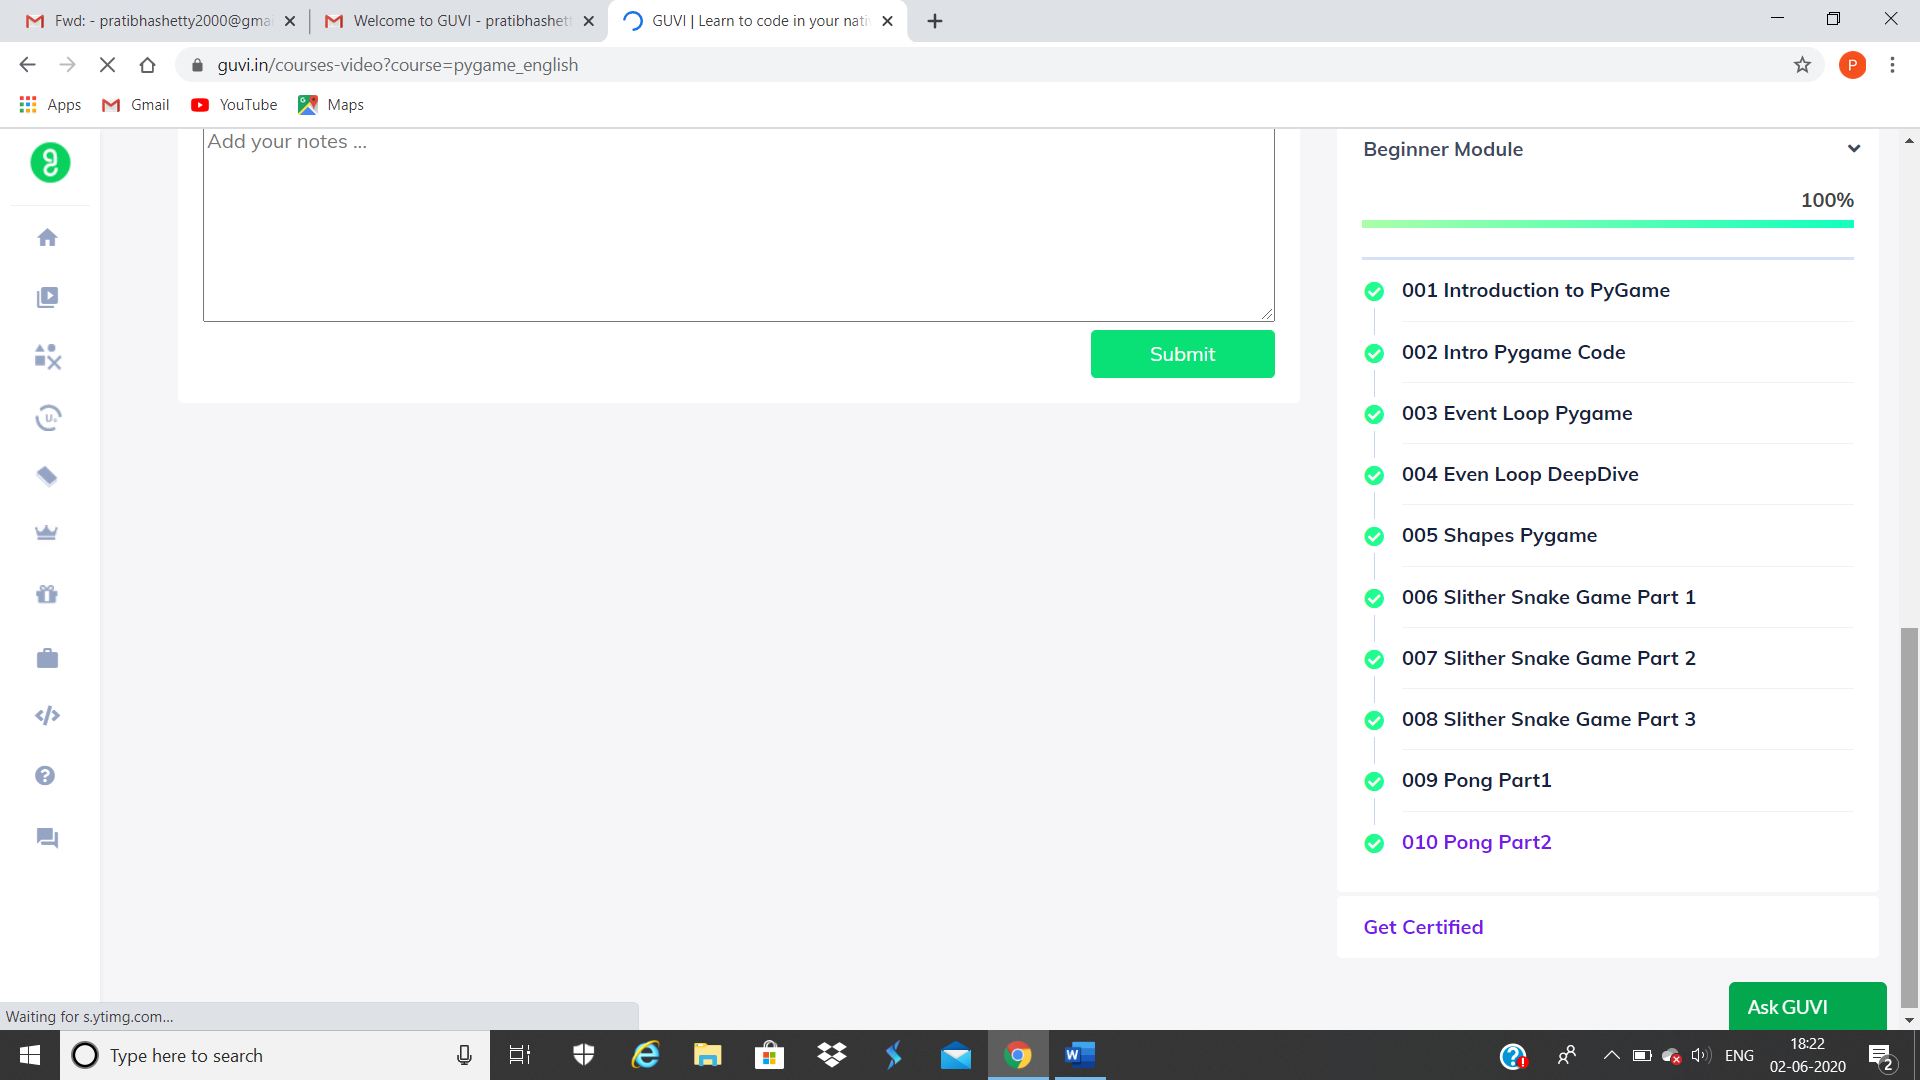 Fwd: - pratibhashetty2000@gmai
Welcome to GUVI - pratibhashett
GUVI | Learn to code in your nati
guvi.in/courses-video?course=pygame_english
P
Apps
Gmail
YouTube
Maps
Add your notes ...
Submit
Beginner Module
100%
001 Introduction to PyGame
002 Intro Pygame Code
003 Event Loop Pygame
004 Even Loop DeepDive
005 Shapes Pygame
006 Slither Snake Game Part 1
007 Slither Snake Game Part 2
008 Slither Snake Game Part 3
009 Pong Part1
010 Pong Part2
Get Certified
Ask GUVI
Waiting for s.ytimg.com...
Type here to search
ENG
18:22
02-06-2020
2